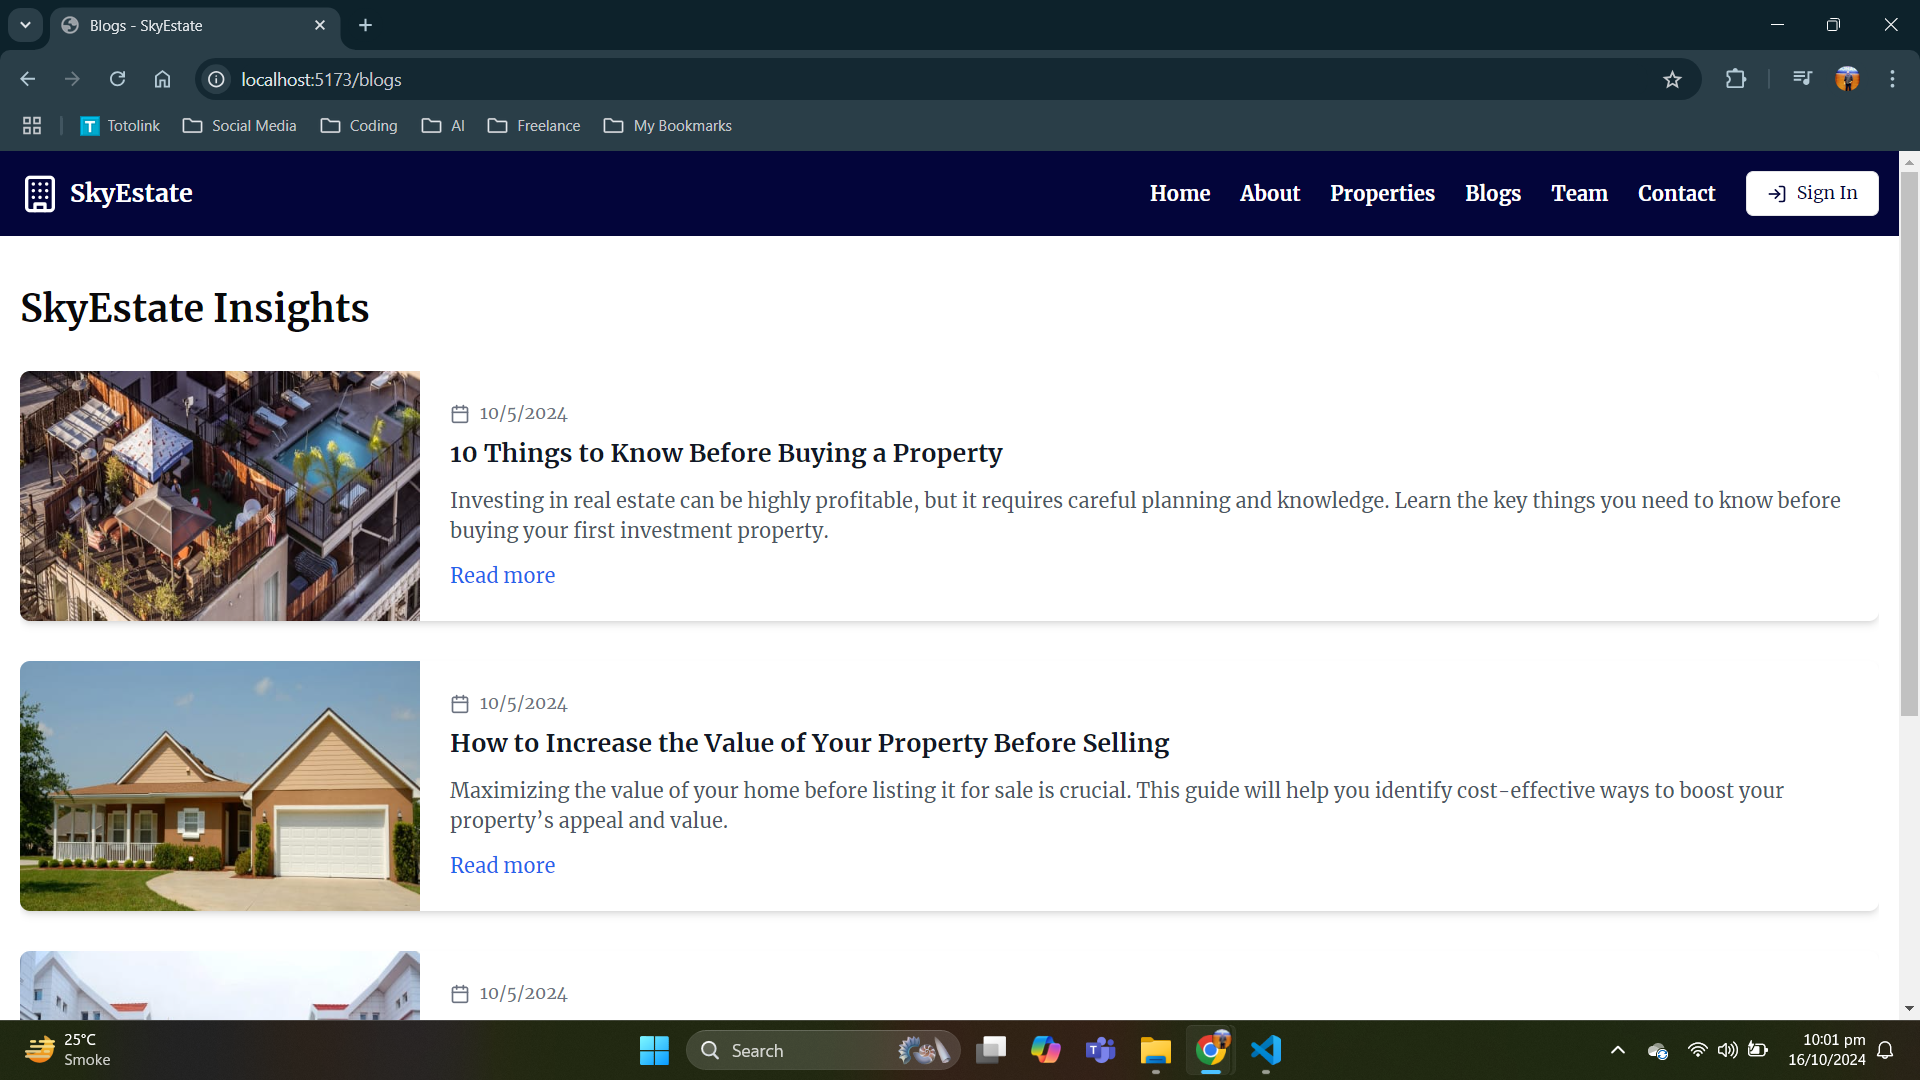 Blogs - SkyEstate
localhost:5173/blogs
T Totolink
Social Media
Coding
AI
Freelance
My Bookmarks
SkyEstate
Home
About
Properties
Blogs
Team
Contact
Sign In
SkyEstate Insights
10/5/2024
10 Things to Know Before Buying a Property
Investing in real estate can be highly profitable, but it requires careful planning and knowledge. Learn the key things you need to know before
buying your first investment property.
Read more
10/5/2024
How to Increase the Value of Your Property Before Selling
Maximizing the value of your home before listing it for sale is crucial. This guide will help you identify cost-effective ways to boost your
property’s appeal and value.
Read more
10/5/2024
25°C
Smoke
Search
10:01 pm
16/10/2024